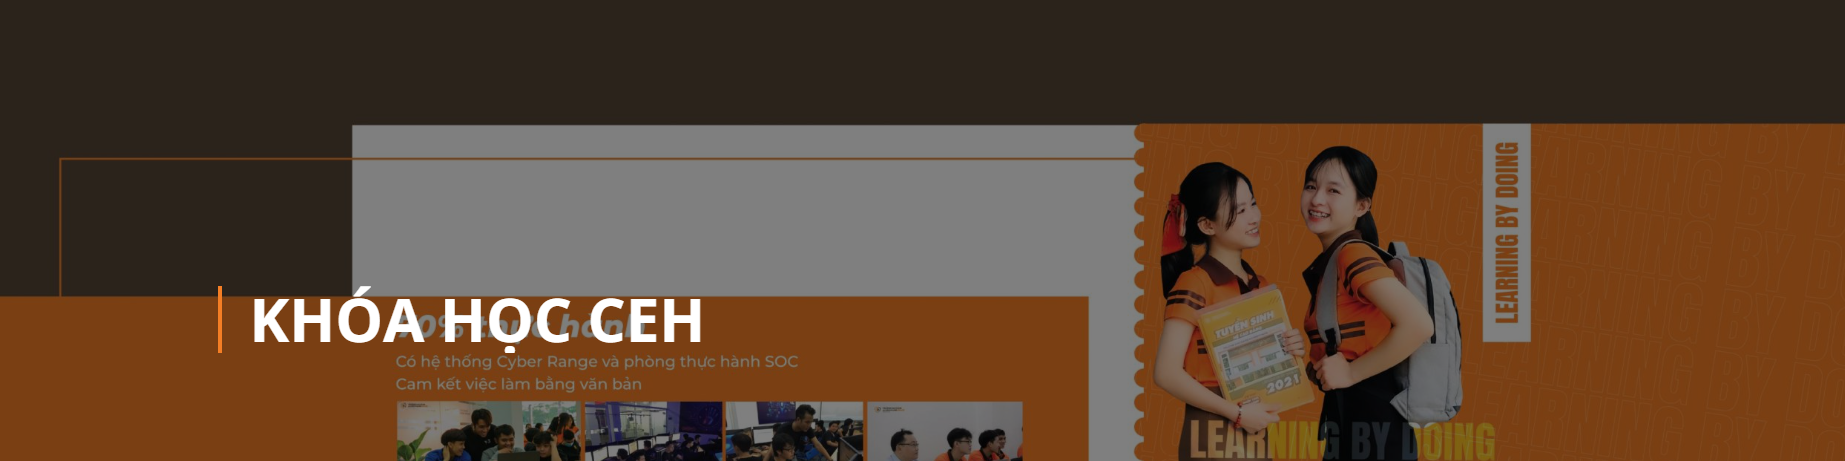 KHÓA HỌC CEH
Có hệ thống Cyber Range và phòng thực hành SOC
Cam kết việc làm bằng văn bản
LEARNING BY DOING
TUYỂN SINH
2021
LEARNING BY DOING